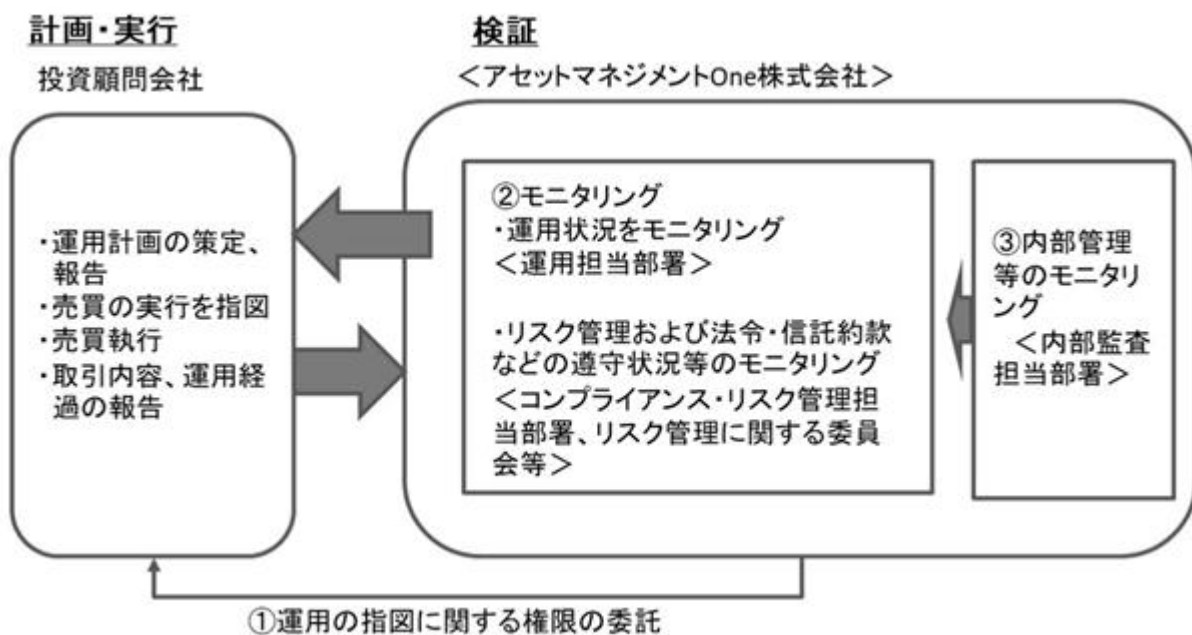 計画・実行
投資顧問会社
・運用計画の策定、
報告
・売買の実行を指図
・売買執行
・取引内容、運用経
過の報告
検証
＜アセットマネジメントOne株式会社＞
②モニタリング
・運用状況をモニタリング
＜運用担当部署＞
・リスク管理および法令・信託約款
などの遵守状況等のモニタリング
＜コンプライアンス・リスク管理担
当部署、リスク管理に関する委員
会等＞
③内部管理
等のモニタリ
ング
＜内部監査
担当部署＞
①運用の指図に関する権限の委託